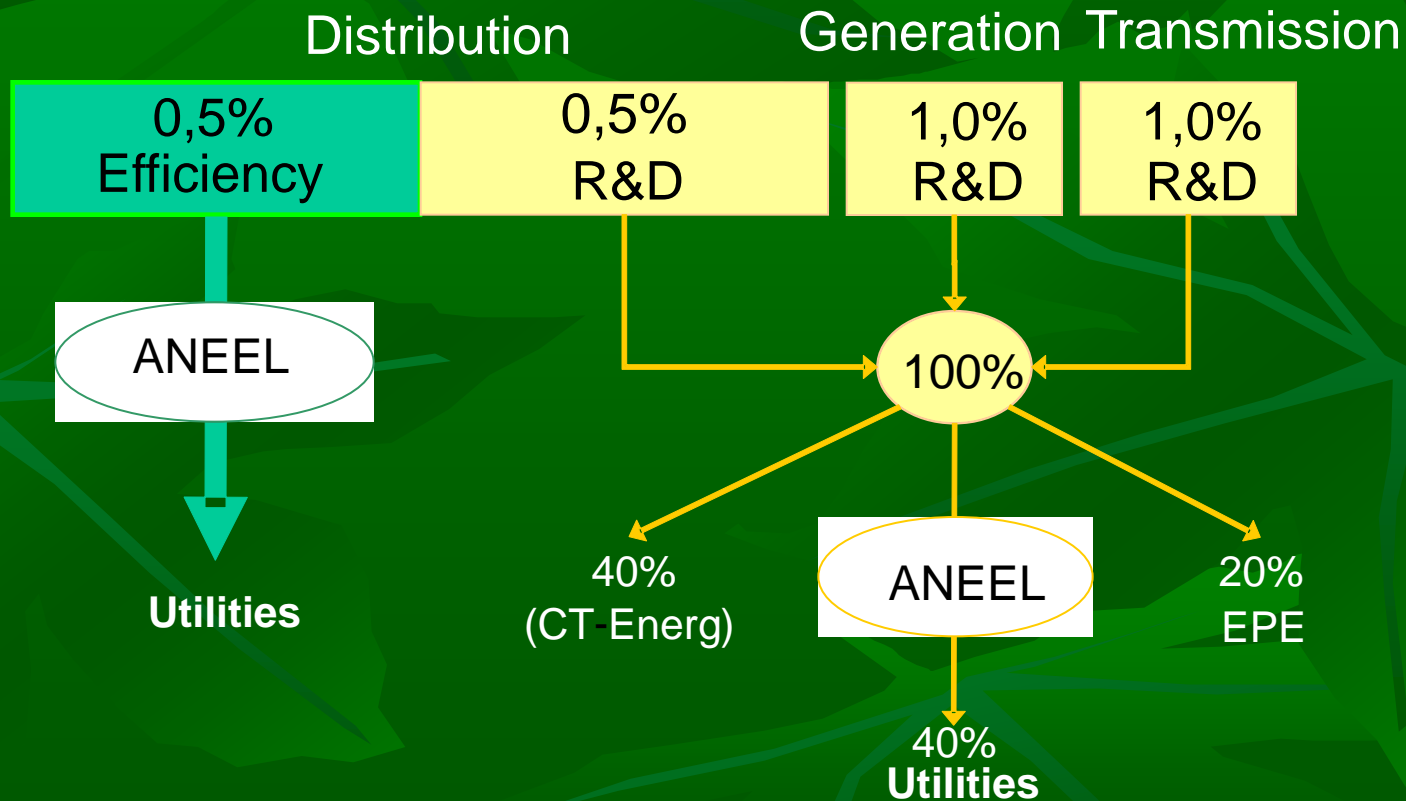 Distribution
Generation
Transmission
0,5%
Efficiency
0,5%
R&D
1,0%
R&D
1,0%
R&D
ANEEL
100%
40%
(CT-Energ)
ANEEL
20%
EPE
Utilities
40%
Utilities